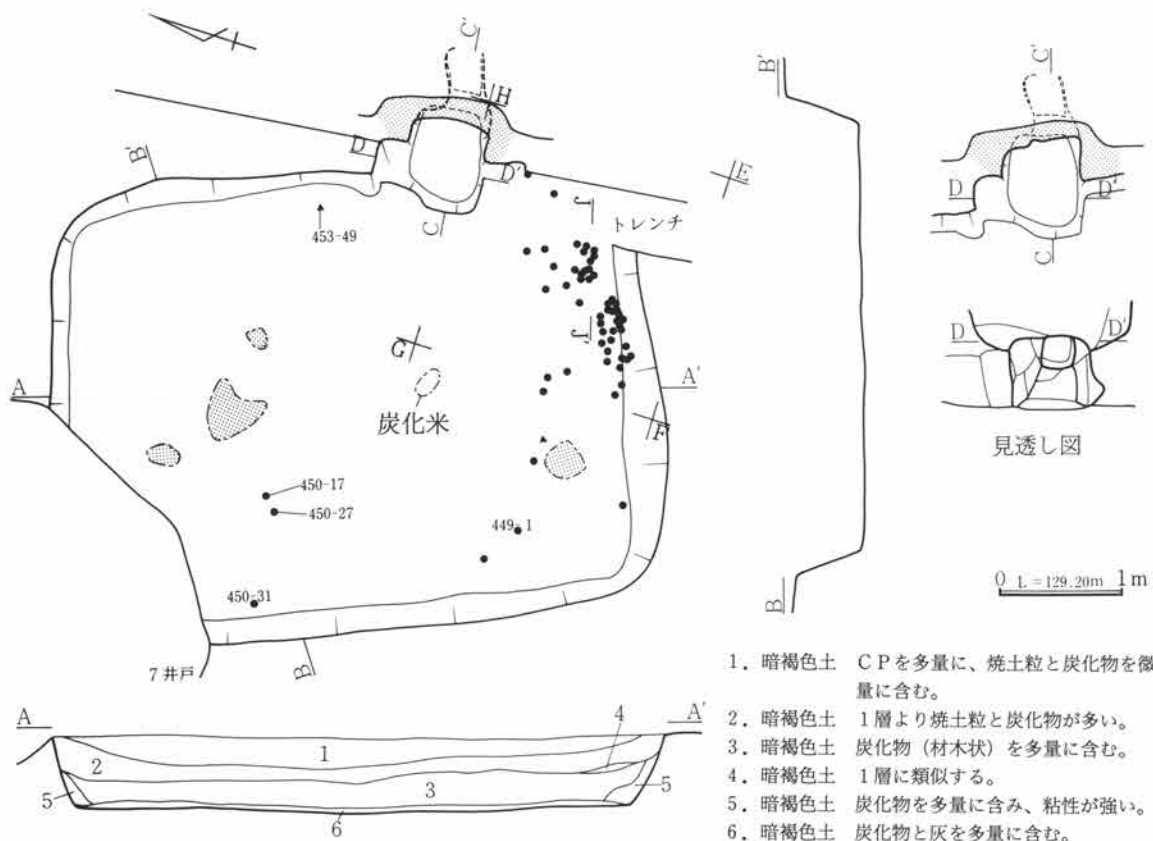 C'
H
D
D'
B'
C
453-49
E
J
トレンチ
J'
G
炭化米
A
A'
F
450-17
450-27
449-1
450-31
7井戸
B
B'
B
C'
D
D'
C
D
D'
見透し図
0 L=129.20m 1m
A
A'
1
2
3
4
5
5
6
1. 暗褐色土 CPを多量に、焼土粒と炭化物を微
量に含む。
2. 暗褐色土 1層より焼土粒と炭化物が多い。
3. 暗褐色土 炭化物(材木状)を多量に含む。
4. 暗褐色土 1層に類似する。
5. 暗褐色土 炭化物を多量に含み、粘性が強い。
6. 暗褐色土 炭化物と灰を多量に含む。